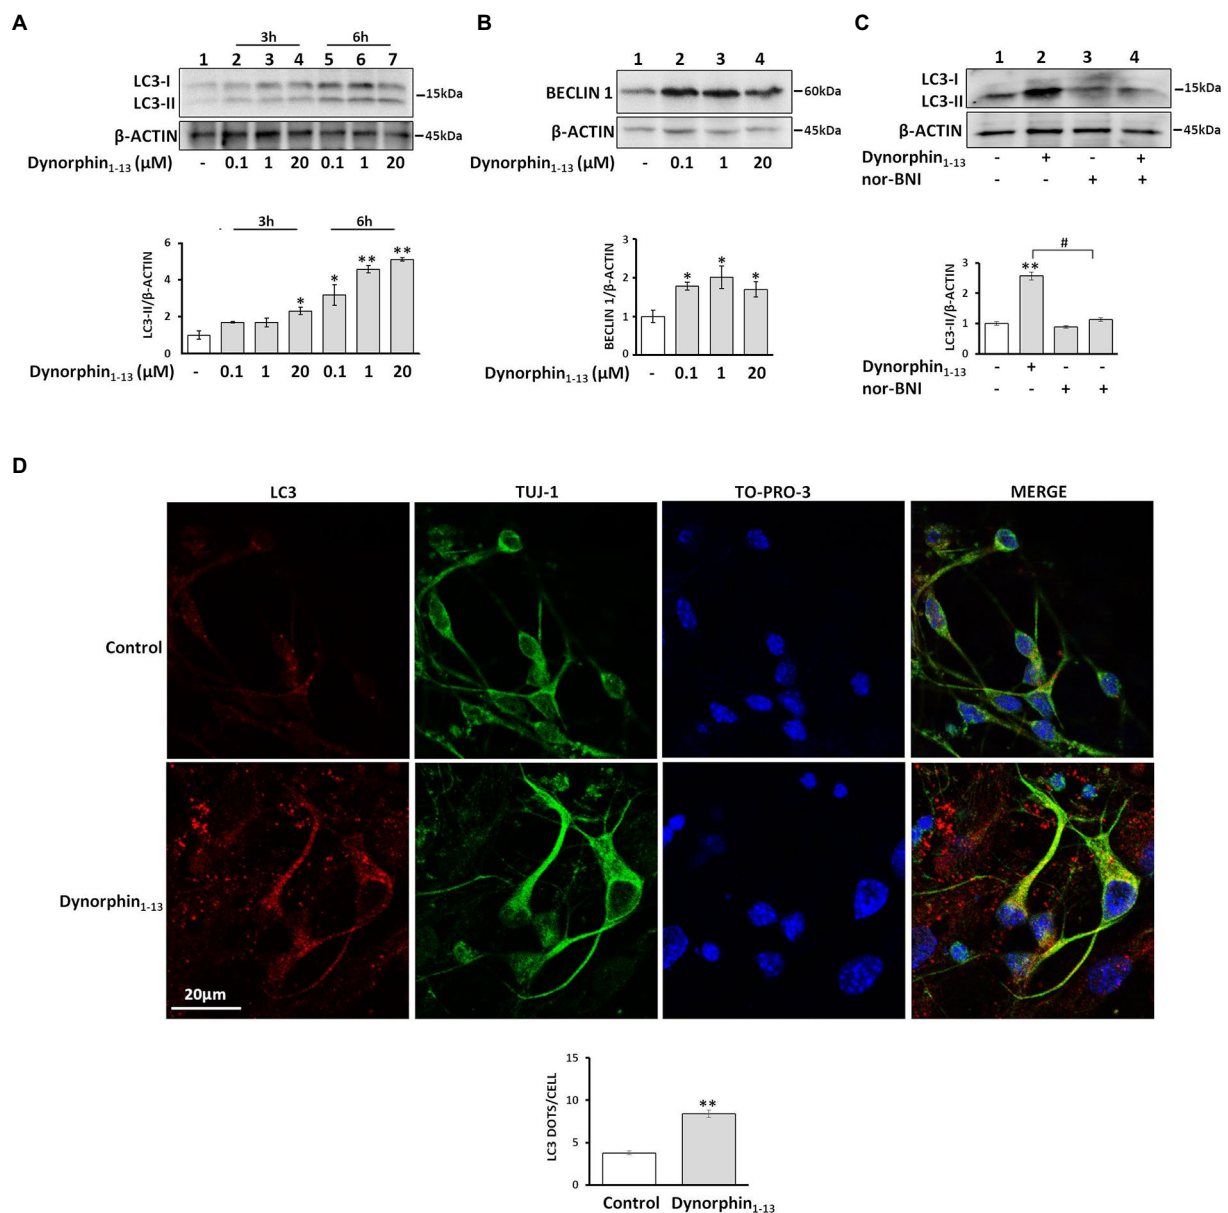 A
3h 6h
1 2 3 4 5 6 7
LC3-I
LC3-II
15kDa
β-ACTIN
45kDa
Dynorphin1-13 (μM) - 0.1 1 20 0.1 1 20
3h 6h
LC3-II/β-ACTIN
6
4
2
0
* * ** **
Dynorphin1-13 (μM) - 0.1 1 20 0.1 1 20
B
1 2 3 4
BECLIN 1
60kDa
β-ACTIN
45kDa
Dynorphin1-13 (μM) - 0.1 1 20
BECLIN 1/β-ACTIN
3
2
1
0
* * *
Dynorphin1-13 (μM) - 0.1 1 20
C
1 2 3 4
LC3-I
LC3-II
15kDa
β-ACTIN
45kDa
Dynorphin1-13 - + - +
nor-BNI - - + +
LC3-II/β-ACTIN
3
2
1
0
** #
Dynorphin1-13 - + - -
nor-BNI - - + +
D
LC3 TUJ-1 TO-PRO-3 MERGE
Control
Dynorphin1-13
20μm
LC3 DOTS/CELL
15
10
5
0
**
Control Dynorphin1-13